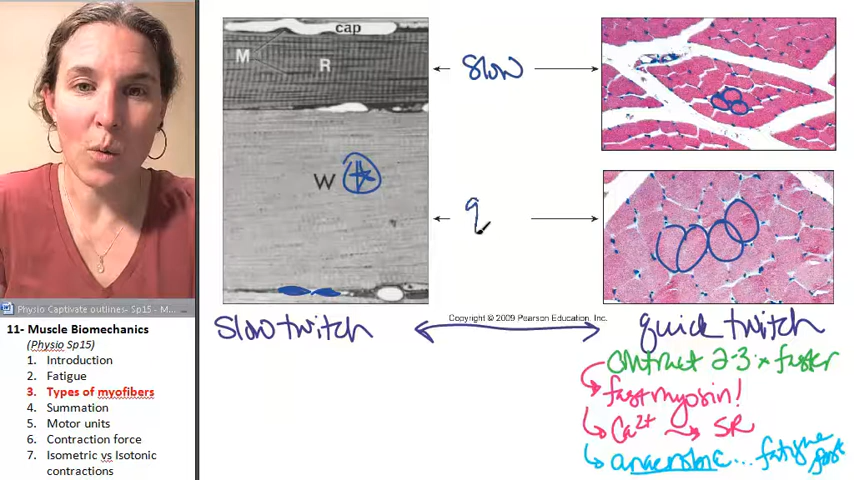 cap
M
R
slow
W
q
Copyright © 2009 Pearson Education, Inc.
slow twitch
quick twitch
contract 2-3x faster
fast myosin!
Ca2+ → SR
anaerobic... fatigue fast
Physio Captivate outlines- Sp15 - M...
11- Muscle Biomechanics
(Physio Sp15)
1. Introduction
2. Fatigue
3. Types of myofibers
4. Summation
5. Motor units
6. Contraction force
7. Isometric vs Isotonic
contractions